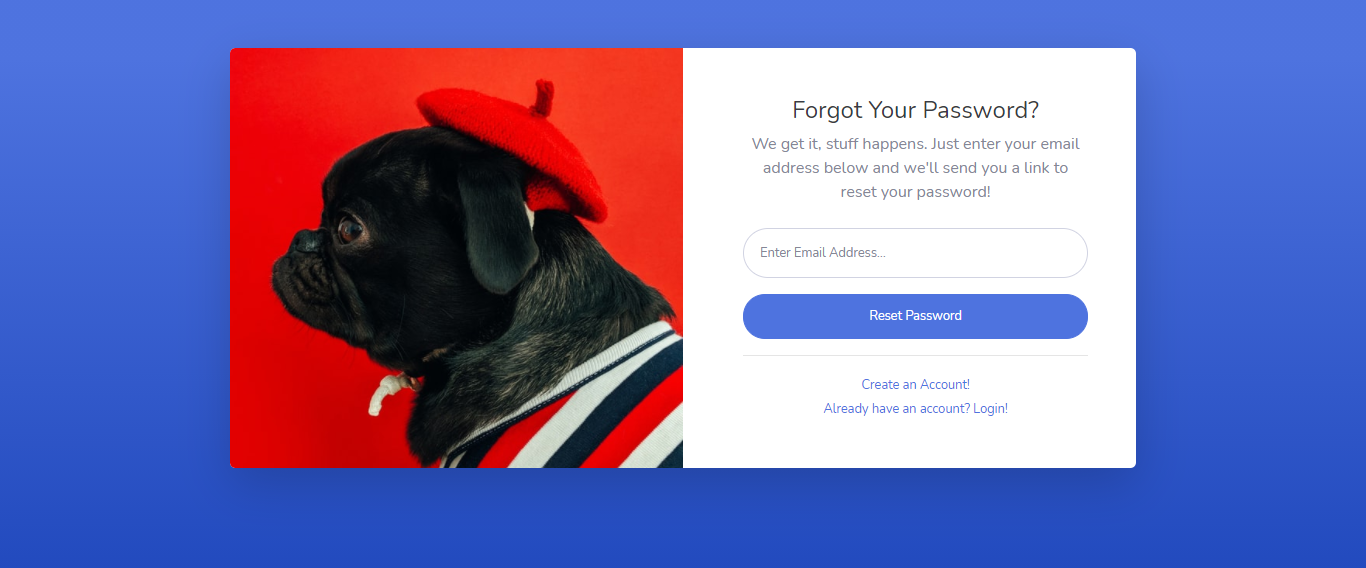 Forgot Your Password?
We get it, stuff happens. Just enter your email
address below and we'll send you a link to
reset your password!
Enter Email Address...
Reset Password
Create an Account!
Already have an account? Login!